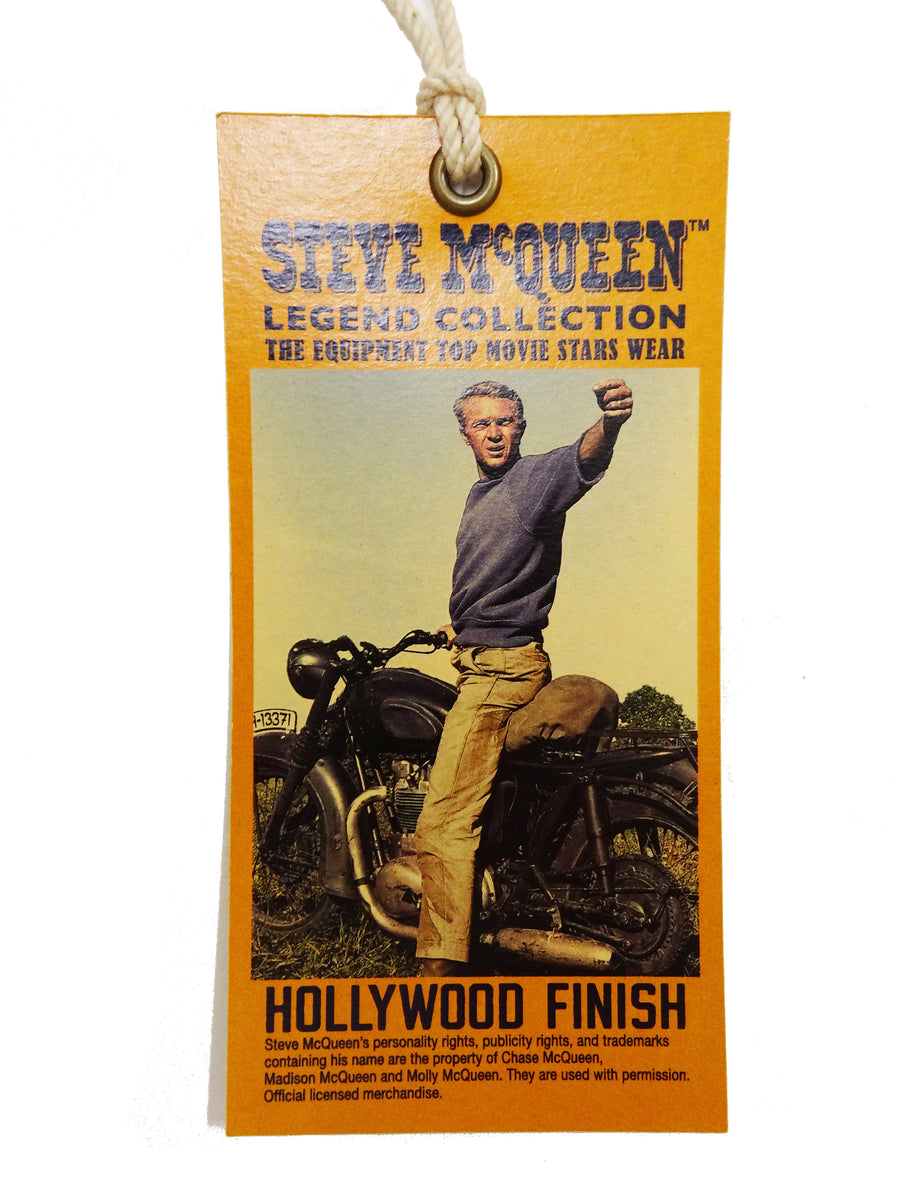 STEVE McQUEEN™
LEGEND COLLECTION
THE EQUIPMENT TOP MOVIE STARS WEAR
-13371
HOLLYWOOD FINISH
Steve McQueen's personality rights, publicity rights, and trademarks
containing his name are the property of Chase McQueen,
Madison McQueen and Molly McQueen. They are used with permission.
Official licensed merchandise.